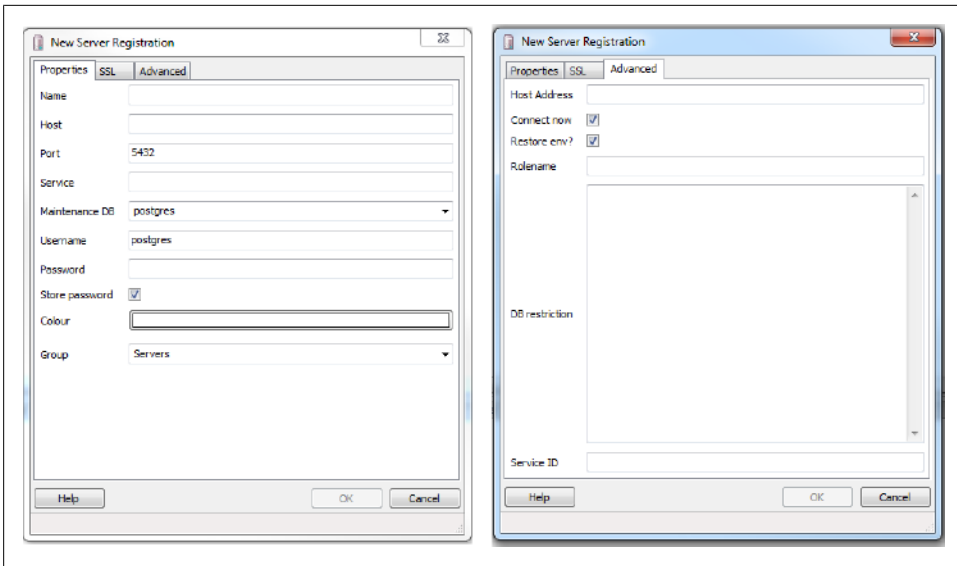 New Server Registration
Properties SSL Advanced
Name
Host
Port 5432
Service
Maintenance DB postgres
Username postgres
Password
Store password
Colour
Group Servers
Help OK Cancel
New Server Registration
Properties SSL Advanced
Host Address
Connect now
Restore env?
Rolename
DB restriction
Service ID
Help OK Cancel